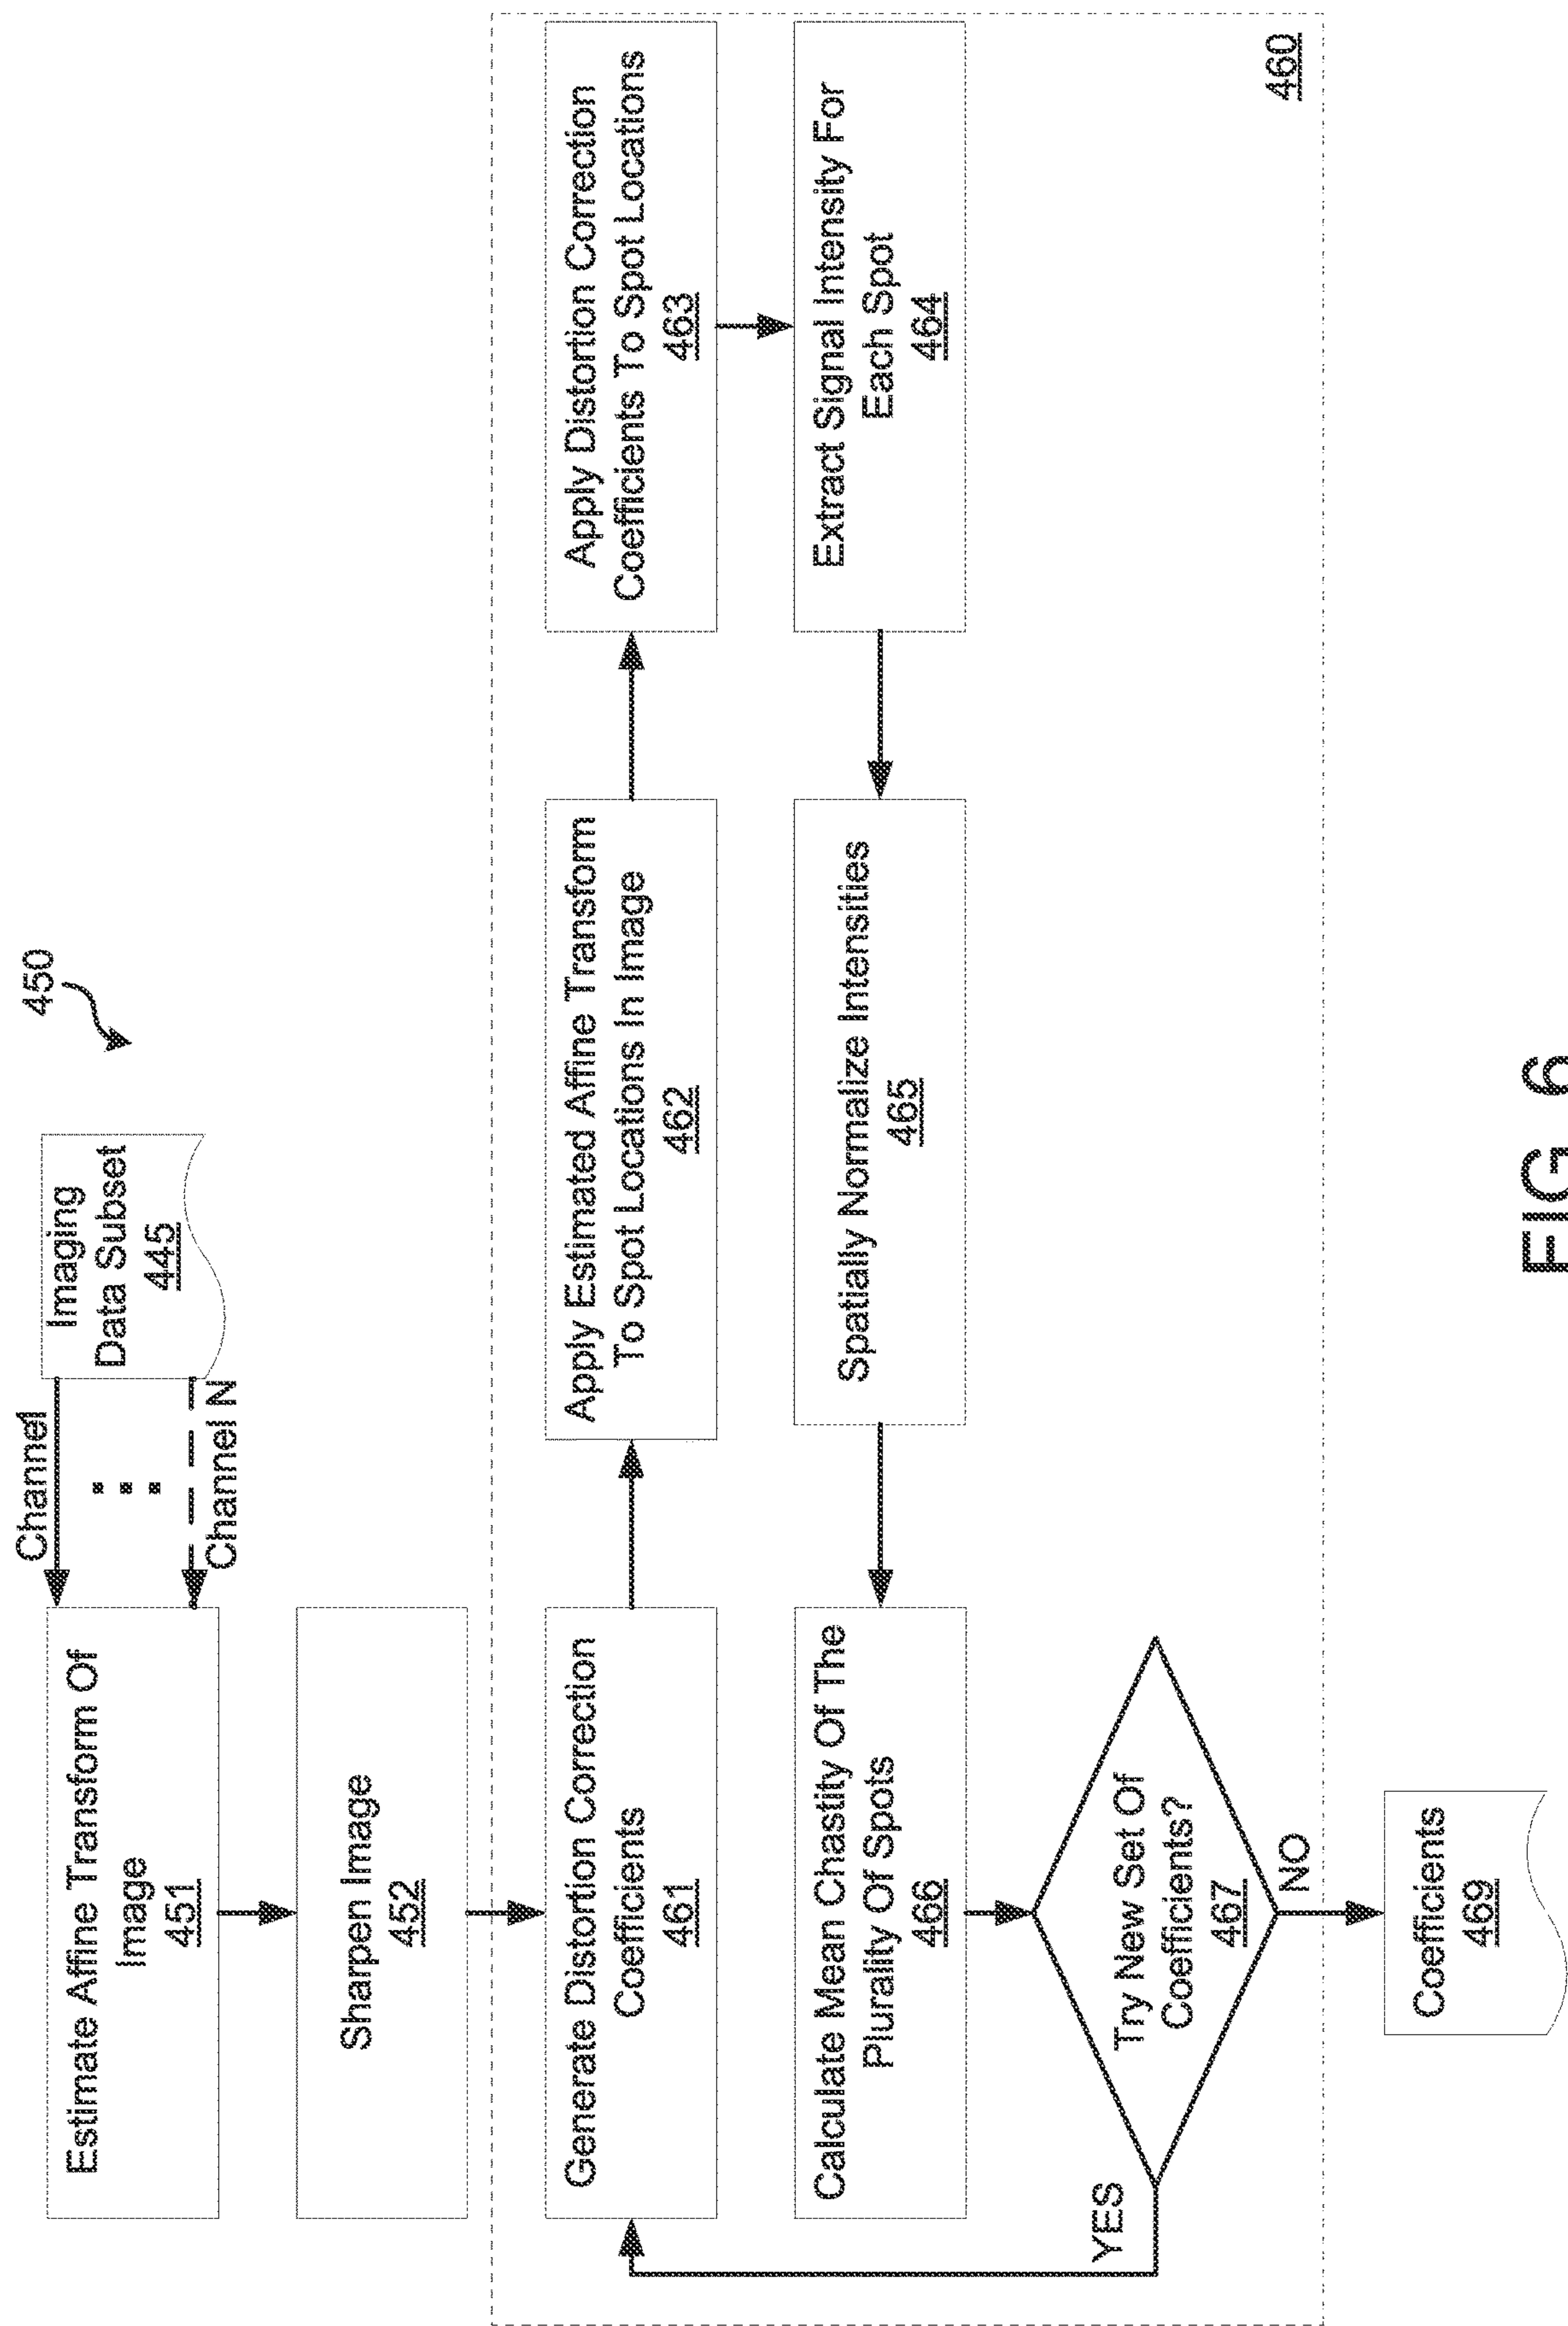 450
Imaging
Data Subset
445
Channel1
Channel N
Estimate Affine Transform Of
Image
451
Sharpen Image
452
Generate Distortion Correction
Coefficients
461
Apply Estimated Affine Transform
To Spot Locations In Image
462
Apply Distortion Correction
Coefficients To Spot Locations
463
Extract Signal Intensity For
Each Spot
464
Spatially Normalize Intensities
465
Calculate Mean Chastity Of The
Plurality Of Spots
466
Try New Set Of
Coefficients?
467
YES
NO
Coefficients
469
460
FIG. 6